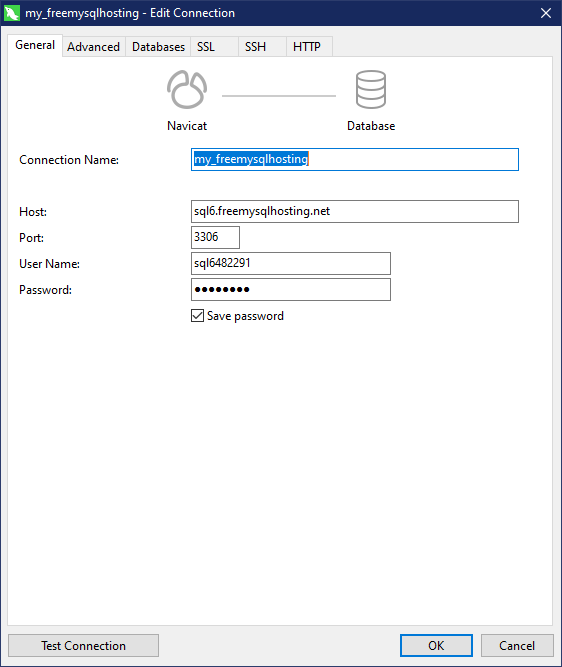 my_freemysqlhosting - Edit Connection
General Advanced Databases SSL SSH HTTP
Navicat Database
Connection Name: my_freemysqlhosting
Host: sql6.freemysqlhosting.net
Port: 3306
User Name: sql6482291
Password: ●●●●●●●●
Save password
Test Connection OK Cancel